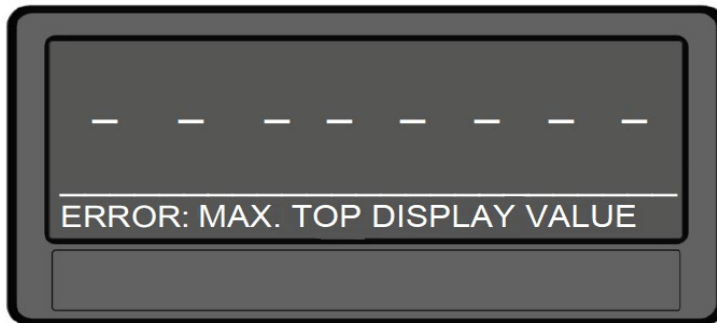 – – – – – – – –
ERROR: MAX. TOP DISPLAY VALUE